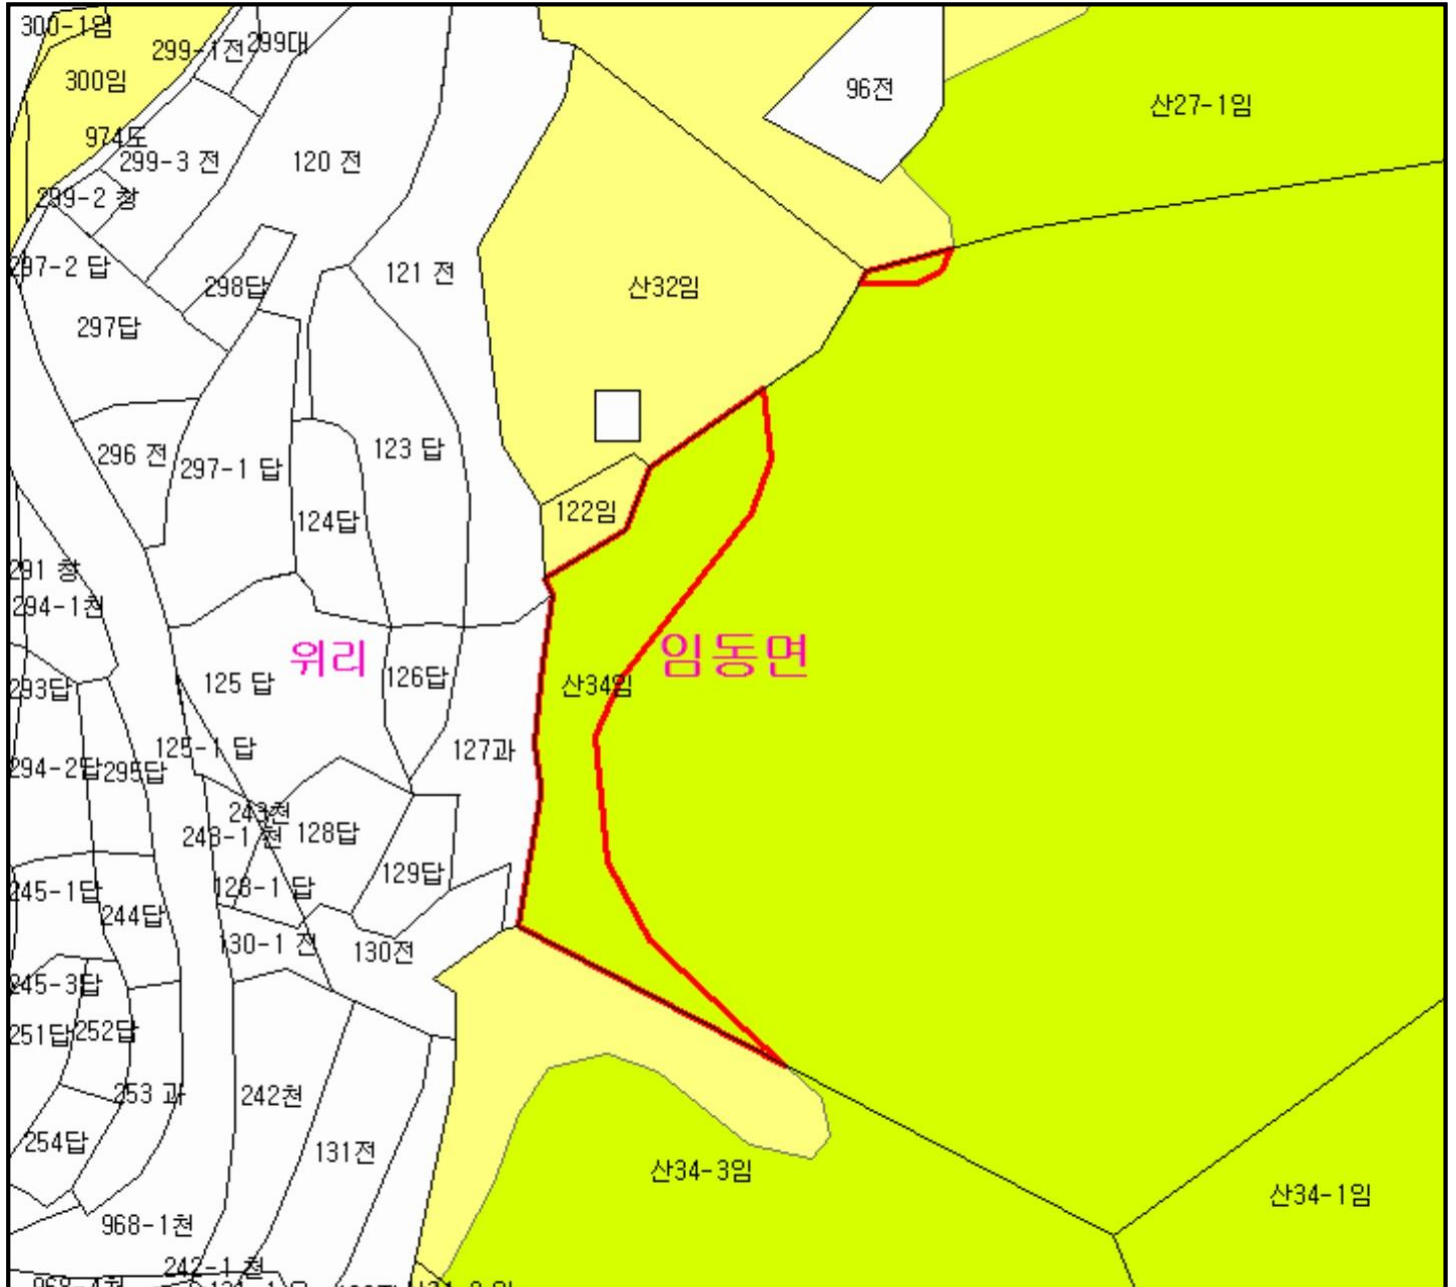 300-1임
299-1전
299대
300임
96전
산27-1임
974도
299-3 전
120 전
299-2 창
297-2 답
298답
121 전
산32임
297답
296 전
297-1 답
123 답
124답
122임
291 창
294-1천
위리
임동면
293답
125 답
126답
산34임
125-1 답
127과
294-2답
295답
243천
243-1 천
128답
245-1답
128-1 답
129답
244답
130-1 전
130전
245-3답
251답
252답
253 과
242천
254답
131전
산34-3임
산34-1임
968-1천
242-1 천